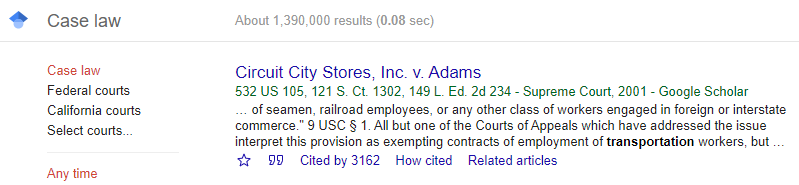 Case law
About 1,390,000 results (0.08 sec)
Case law
Federal courts
California courts
Select courts...
Any time
Circuit City Stores, Inc. v. Adams
532 US 105, 121 S. Ct. 1302, 149 L. Ed. 2d 234 - Supreme Court, 2001 - Google Scholar
… of seamen, railroad employees, or any other class of workers engaged in foreign or interstate
commerce." 9 USC § 1. All but one of the Courts of Appeals which have addressed the issue
interpret this provision as exempting contracts of employment of transportation workers, but …
Cited by 3162 How cited Related articles